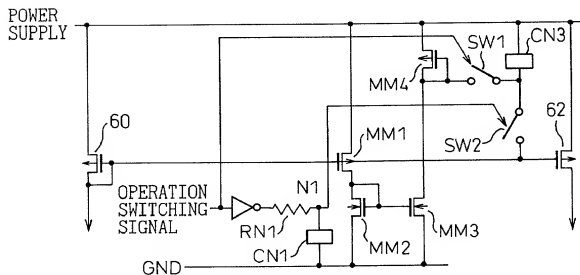 POWER
SUPPLY
SW1
CN3
MM4
60
MM1
SW2
62
OPERATION
SWITCHING
SIGNAL
N1
RN1
CN1
MM2
MM3
GND